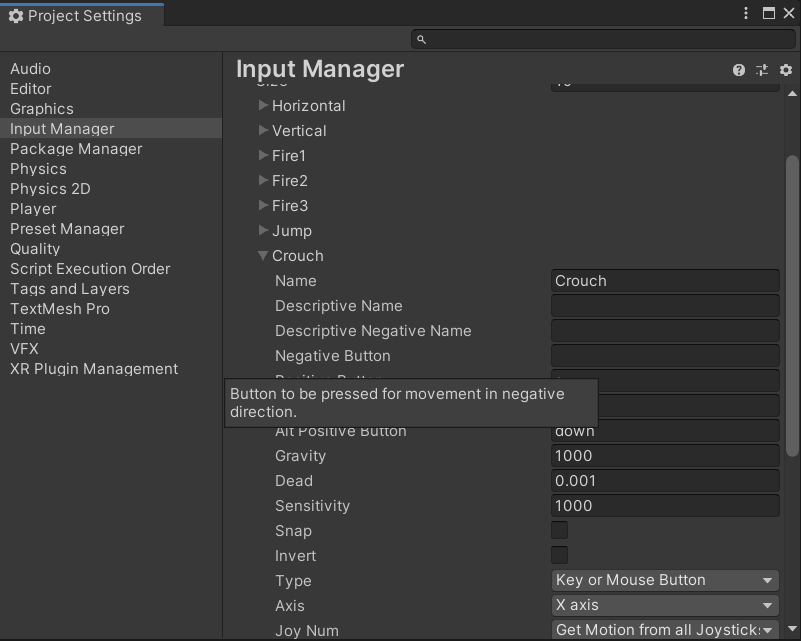 Project Settings
Audio
Editor
Graphics
Input Manager
Package Manager
Physics
Physics 2D
Player
Preset Manager
Quality
Script Execution Order
Tags and Layers
TextMesh Pro
Time
VFX
XR Plugin Management
Input Manager
Horizontal
Vertical
Fire1
Fire2
Fire3
Jump
Crouch
Name Crouch
Descriptive Name
Descriptive Negative Name
Negative Button
Positive Button
Button to be pressed for movement in negative
direction.
Alt Positive Button down
Gravity 1000
Dead 0.001
Sensitivity 1000
Snap
Invert
Type Key or Mouse Button
Axis X axis
Joy Num Get Motion from all Joysticks